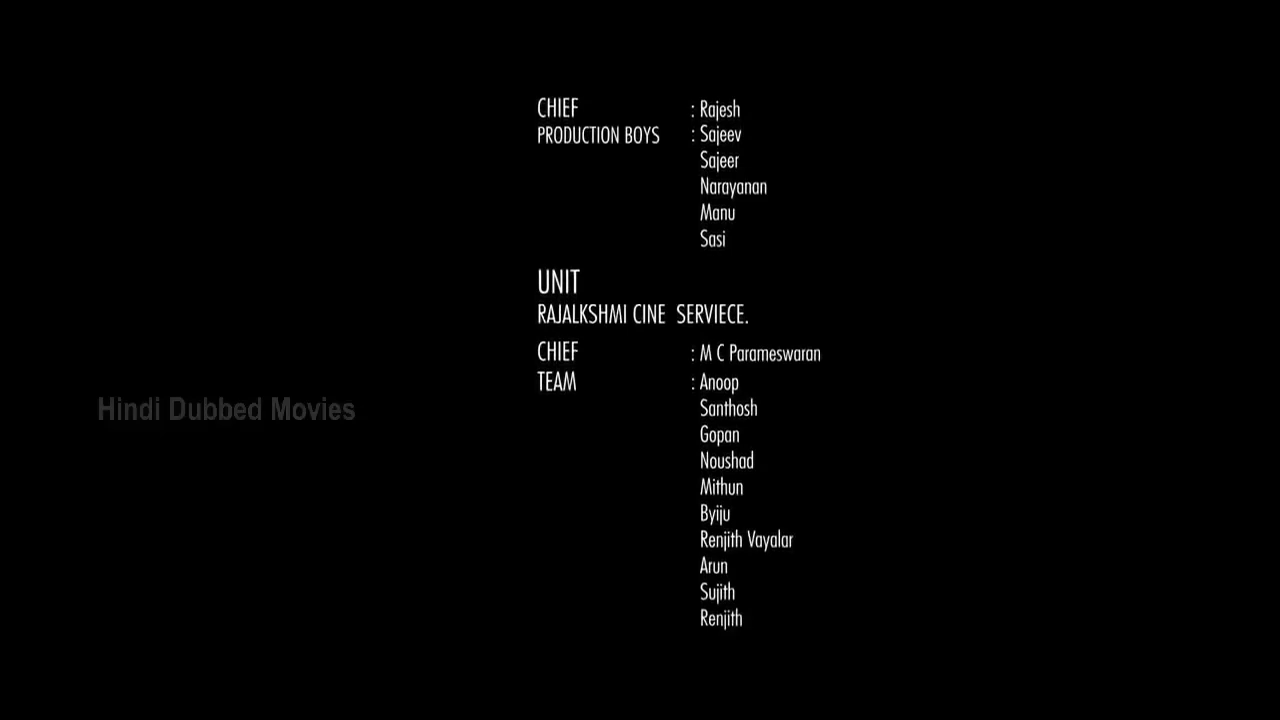 CHIEF : Rajesh
PRODUCTION BOYS : Sajeev
Sajeer
Narayanan
Manu
Sasi
UNIT
RAJALKSHMI CINE SERVIECE.
CHIEF : M C Parameswaran
TEAM : Anoop
Hindi Dubbed Movies
Santhosh
Gopan
Noushad
Mithun
Byiju
Renjith Vayalar
Arun
Sujith
Renjith